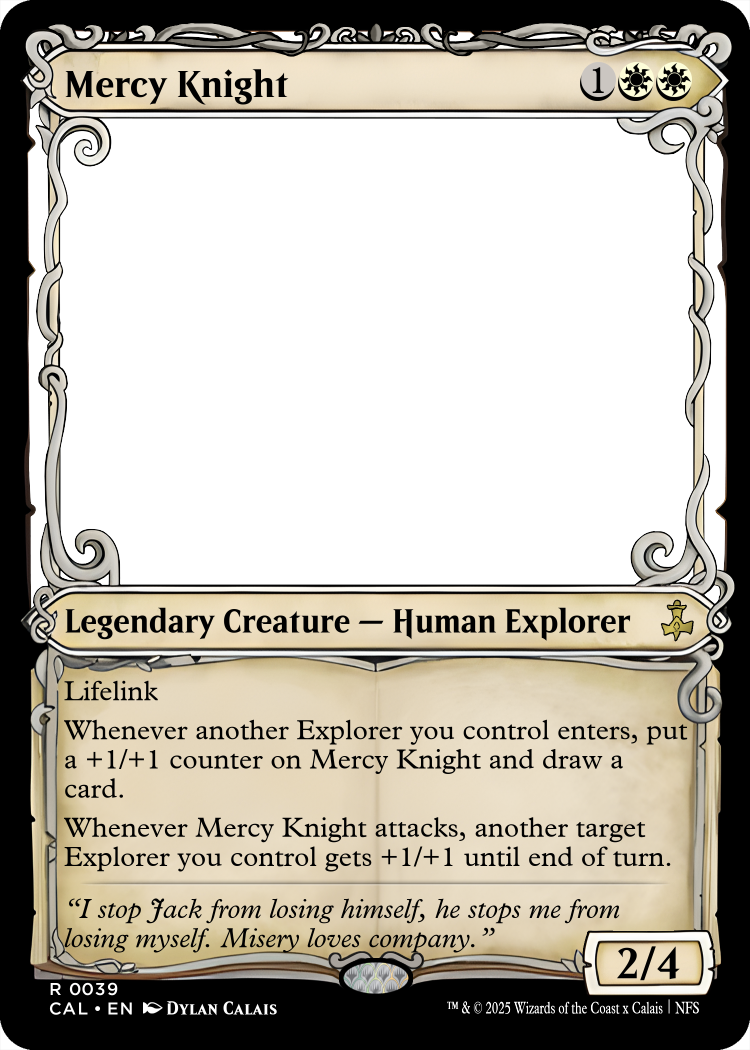 Mercy Knight 1
Legendary Creature — Human Explorer
Lifelink
Whenever another Explorer you control enters, put
a +1/+1 counter on Mercy Knight and draw a
card.
Whenever Mercy Knight attacks, another target
Explorer you control gets +1/+1 until end of turn.
“I stop Jack from losing himself, he stops me from
losing myself. Misery loves company.”
2/4
R 0039
CAL • EN Dylan Calais ™ & © 2025 Wizards of the Coast x Calais | NFS